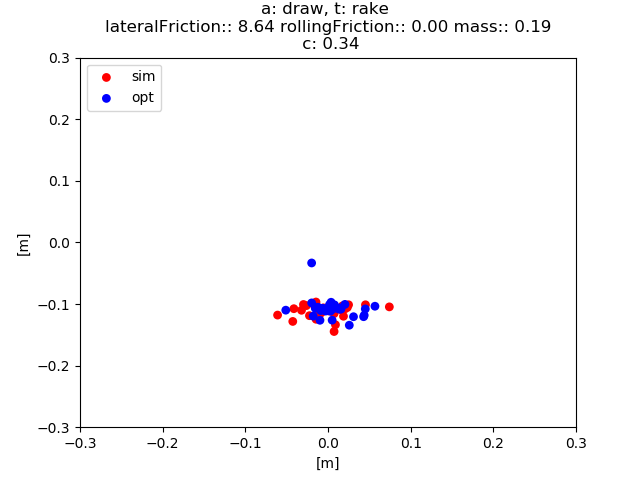 a: draw, t: rake
lateralFriction:: 8.64 rollingFriction:: 0.00 mass:: 0.19
c: 0.34
sim
opt
0.3
0.2
0.1
0.0
−0.1
−0.2
−0.3
[m]
−0.3 −0.2 −0.1 0.0 0.1 0.2 0.3
[m]